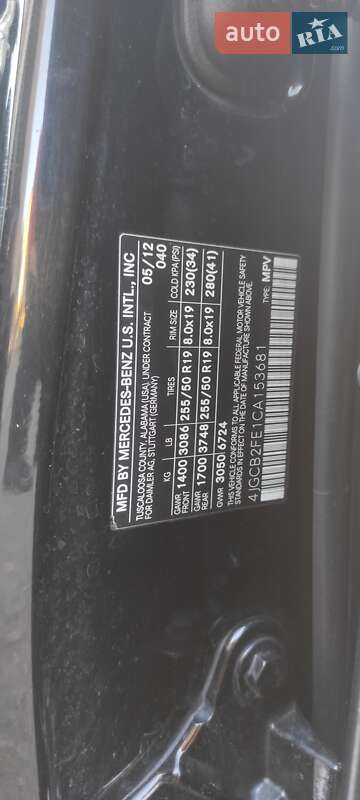 auto RIA
.com
MFD BY MERCEDES-BENZ U.S. INTL., INC
TUSCALOOSA COUNTY, ALABAMA (USA), UNDER CONTRACT 05/12
FOR DAIMLER AG, STUTTGART (GERMANY) 040
KG LB TIRES RIM SIZE COLD KPA (PSI)
GAWR FRONT 1400 3086 255/50 R19 8.0x19 230(34)
GAWR REAR 1700 3748 255/50 R19 8.0x19 280(41)
GVWR 3050 6724
THIS VEHICLE CONFORMS TO ALL APPLICABLE FEDERAL MOTOR VEHICLE SAFETY
AND THEFT PREVENTION STANDARDS IN EFFECT ON THE DATE OF MANUFACTURE SHOWN ABOVE.
4JGCB2FE1CA153681 TYPE: MPV